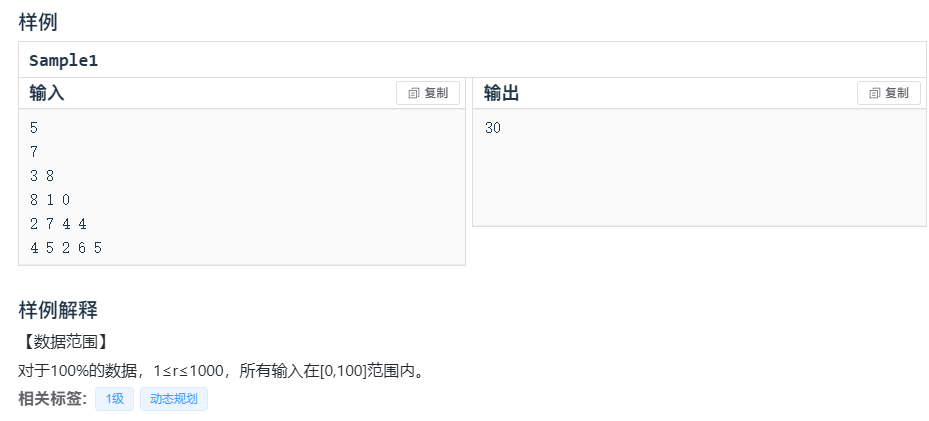 样例
Sample1
输入 复制 输出 复制
5
7
3 8
8 1 0
2 7 4 4
4 5 2 6 5
30
样例解释
【数据范围】
对于100%的数据，1≤r≤1000，所有输入在[0,100]范围内。
相关标签： 1级 动态规划